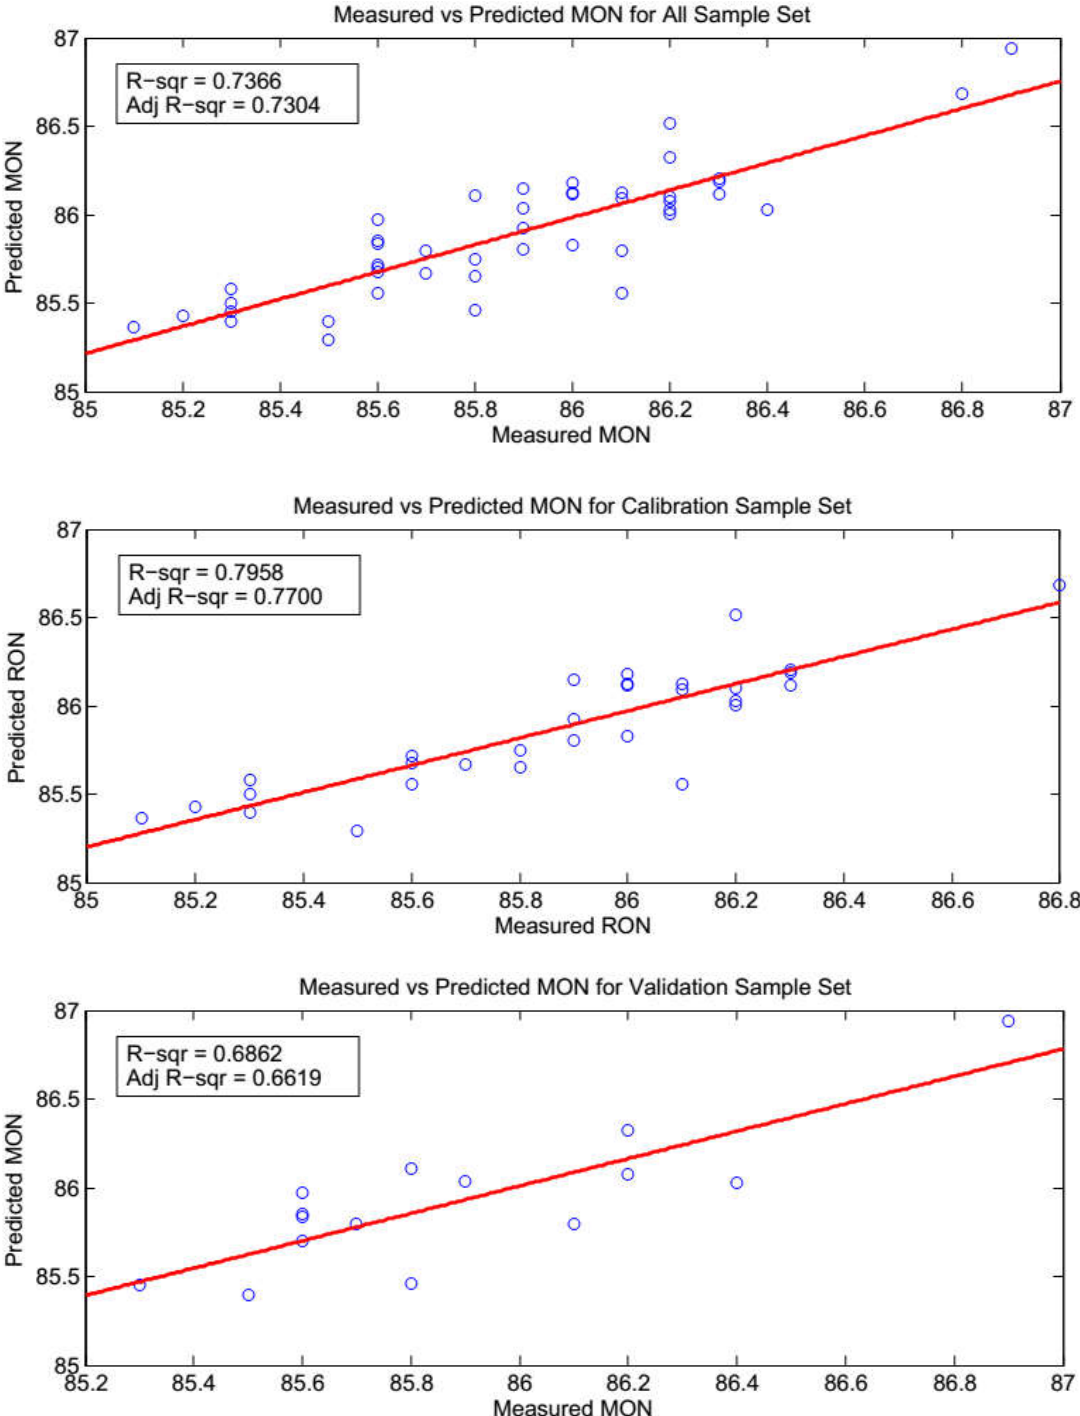 Measured vs Predicted MON for All Sample Set
R−sqr = 0.7366
Adj R−sqr = 0.7304
87
86.5
86
85.5
85
Predicted MON
85 85.2 85.4 85.6 85.8 86 86.2 86.4 86.6 86.8 87
Measured MON
Measured vs Predicted MON for Calibration Sample Set
R−sqr = 0.7958
Adj R−sqr = 0.7700
87
86.5
86
85.5
85
Predicted RON
85 85.2 85.4 85.6 85.8 86 86.2 86.4 86.6 86.8
Measured RON
Measured vs Predicted MON for Validation Sample Set
R−sqr = 0.6862
Adj R−sqr = 0.6619
87
86.5
86
85.5
85
Predicted MON
85.2 85.4 85.6 85.8 86 86.2 86.4 86.6 86.8 87
Measured MON